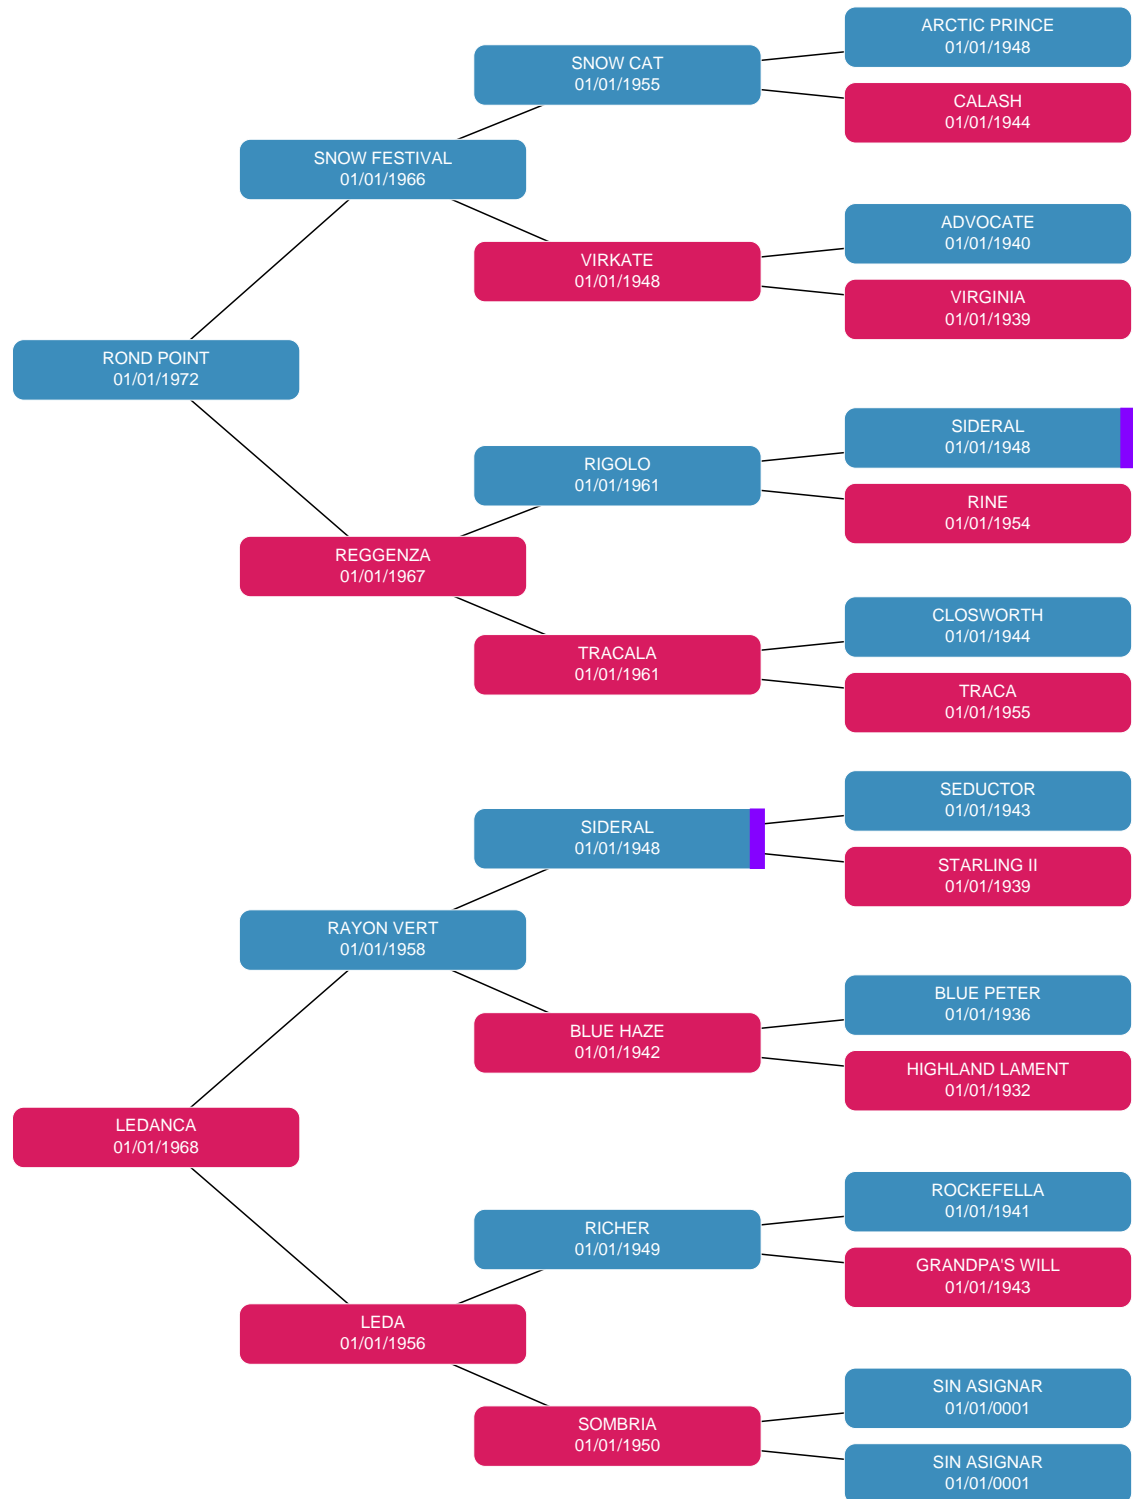 ARCTIC PRINCE
01/01/1948
SNOW CAT
01/01/1955
CALASH
01/01/1944
SNOW FESTIVAL
01/01/1966
ADVOCATE
01/01/1940
VIRKATE
01/01/1948
VIRGINIA
01/01/1939
ROND POINT
01/01/1972
SIDERAL
01/01/1948
RIGOLO
01/01/1961
RINE
01/01/1954
REGGENZA
01/01/1967
CLOSWORTH
01/01/1944
TRACALA
01/01/1961
TRACA
01/01/1955
SEDUCTOR
01/01/1943
SIDERAL
01/01/1948
STARLING II
01/01/1939
RAYON VERT
01/01/1958
BLUE PETER
01/01/1936
BLUE HAZE
01/01/1942
HIGHLAND LAMENT
01/01/1932
LEDANCA
01/01/1968
ROCKEFELLA
01/01/1941
RICHER
01/01/1949
GRANDPA'S WILL
01/01/1943
LEDA
01/01/1956
SIN ASIGNAR
01/01/0001
SOMBRIA
01/01/1950
SIN ASIGNAR
01/01/0001